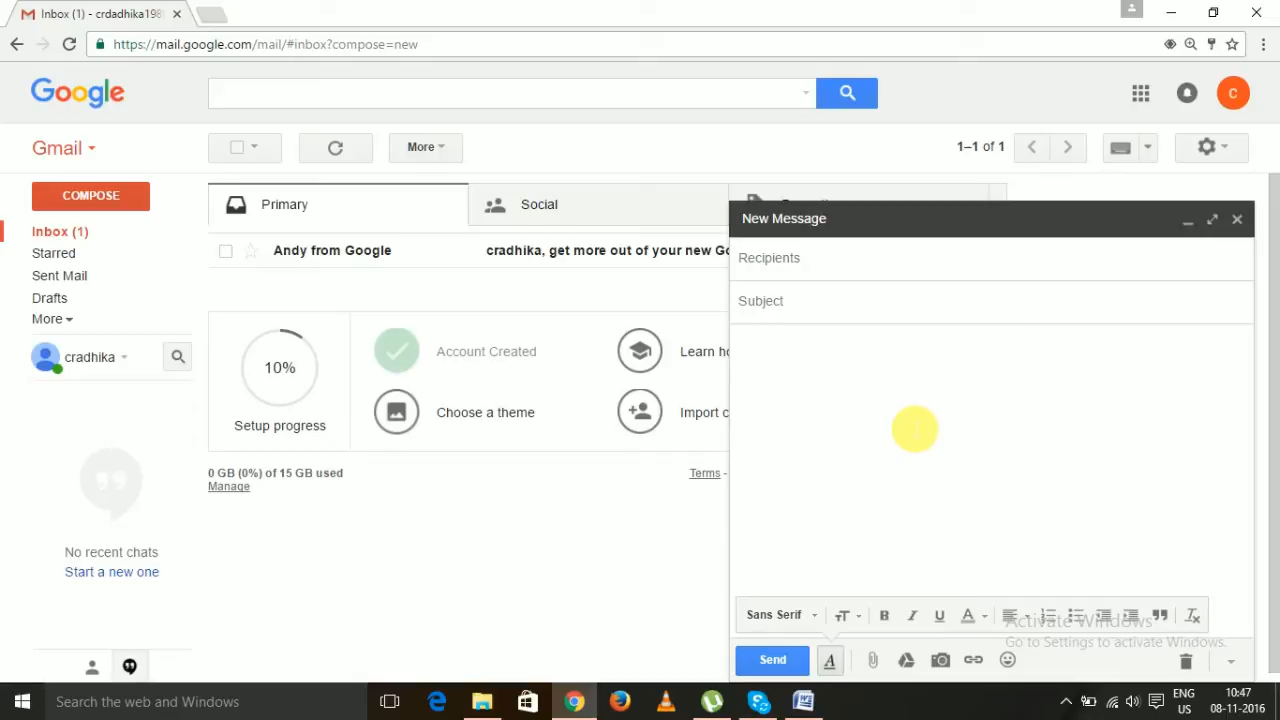 Inbox (1) - crdadhika198
https://mail.google.com/mail/#inbox?compose=new
Google
C
Gmail
More
1–1 of 1
COMPOSE
Primary
Social
New Message
Inbox (1)
Starred
Sent Mail
Drafts
More
Andy from Google
cradhika, get more out of your new Go
Recipients
Subject
cradhika
10%
Setup progress
Account Created
Learn ho
Choose a theme
Import c
0 GB (0%) of 15 GB used
Manage
Terms -
No recent chats
Start a new one
Sans Serif
Activate Windows
Go to Settings to activate Windows.
Send
Search the web and Windows
ENG
US
10:47
08-11-2016